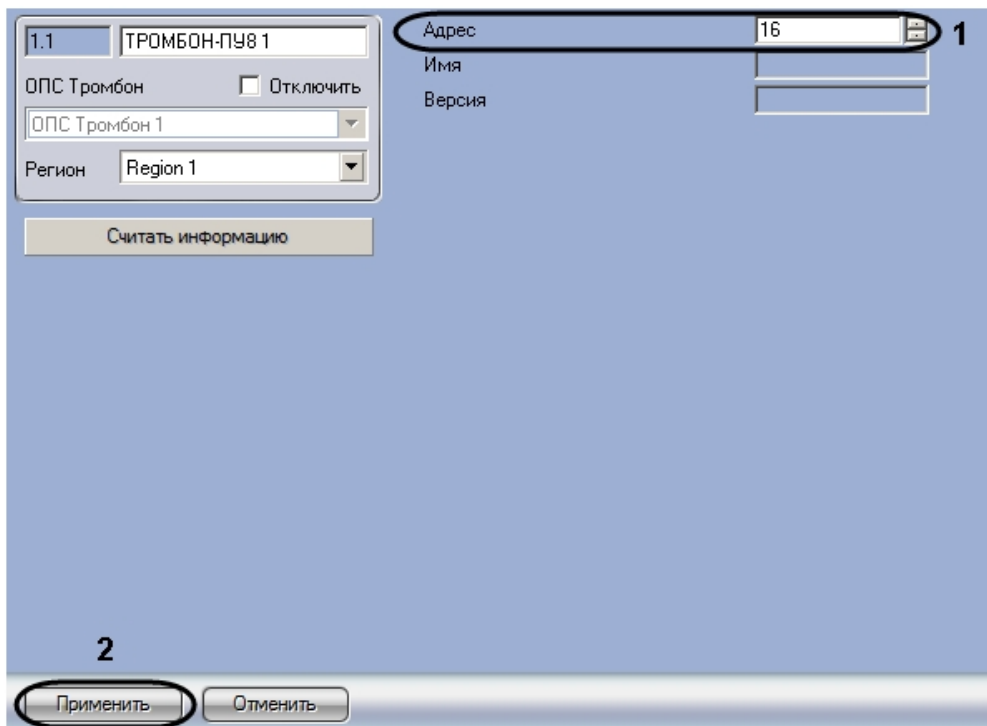 1.1 ТРОМБОН-ПУ8 1
ОПС Тромбон Отключить
ОПС Тромбон 1
Регион Region 1
Считать информацию
Адрес 16 1
Имя
Версия
2
Применить Отменить